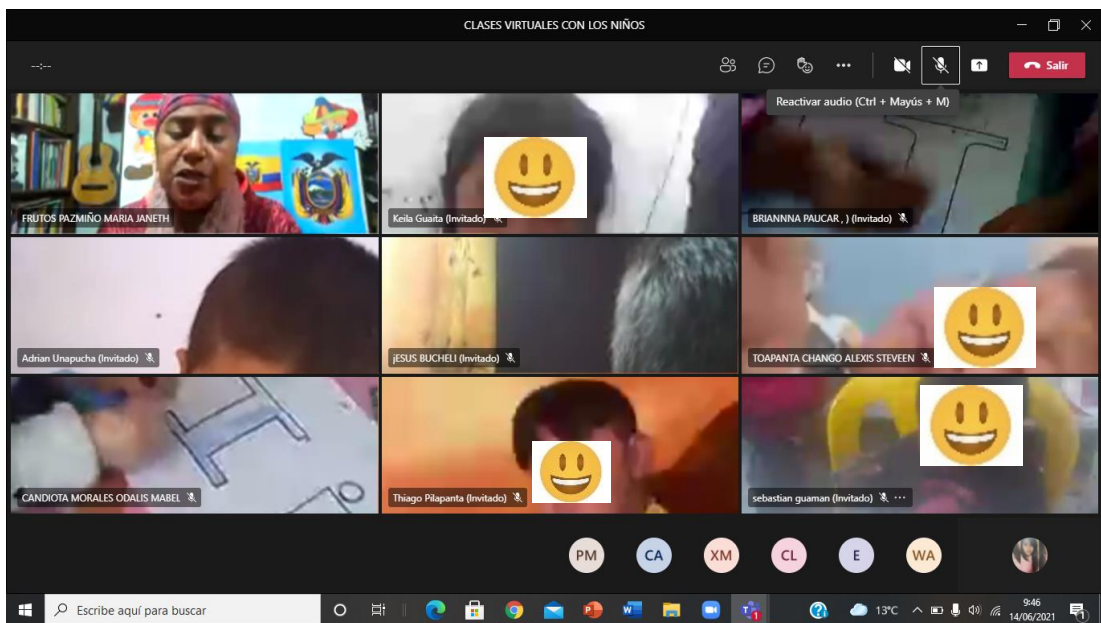 CLASES VIRTUALES CON LOS NIÑOS
--:--
Salir
Reactivar audio (Ctrl + Mayús + M)
FRUTOS PAZMIÑO MARIA JANETH
Keila Guaita (Invitado)
BRIANNNA PAUCAR , ) (Invitado)
Adrian Unapucha (Invitado)
jESUS BUCHELI (Invitado)
TOAPANTA CHANGO ALEXIS STEVEEN
CANDIOTA MORALES ODALIS MABEL
Thiago Pilapanta (Invitado)
sebastian guaman (Invitado)
PM CA XM CL E WA
Escribe aquí para buscar
13°C
9:46
14/06/2021